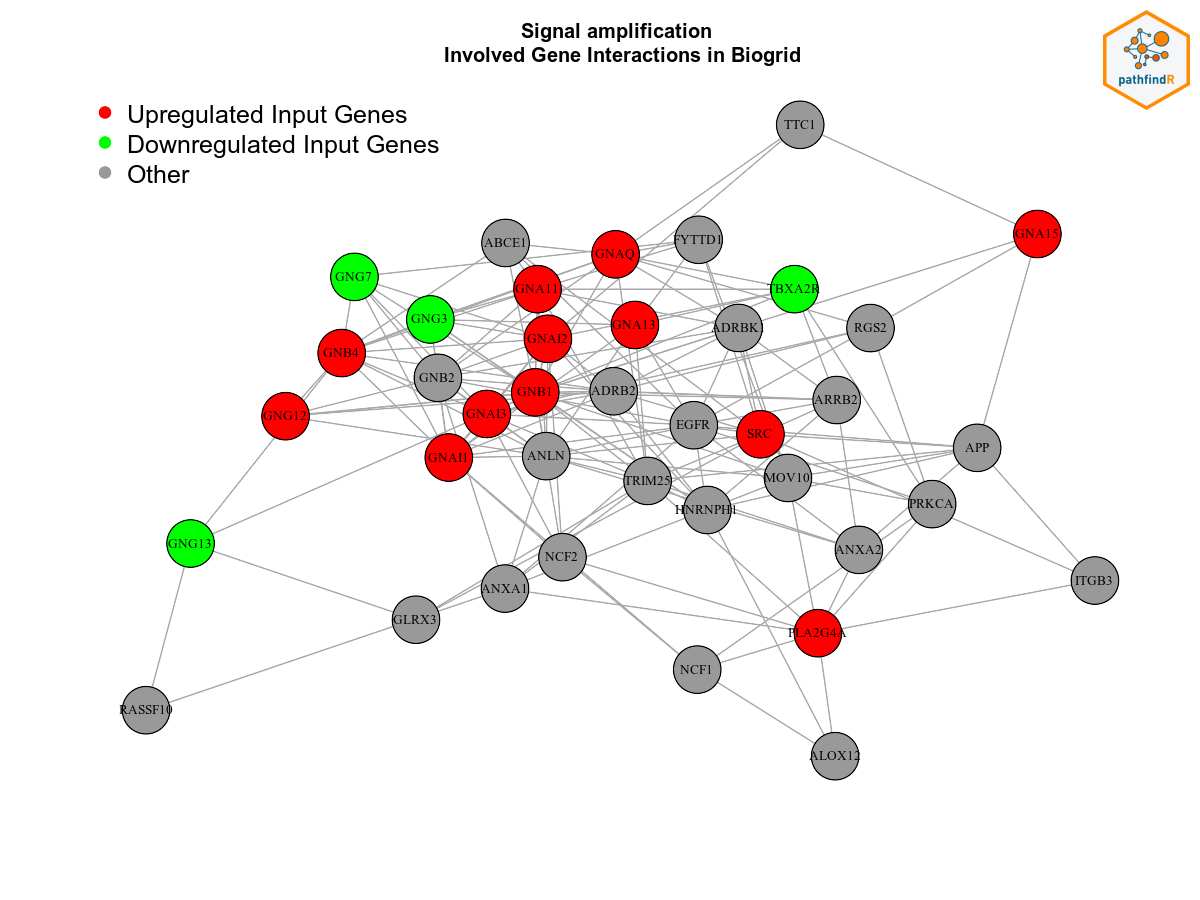 Signal amplification
Involved Gene Interactions in Biogrid
pathfindR
Upregulated Input Genes
Downregulated Input Genes
Other
TTC1
GNA15
ABCE1
GNAQ
FYTTD1
GNG7
GNA11
TBXA2R
GNG3
GNAI2
GNA13
ADRBK1
RGS2
GNB4
GNB2
GNB1
ADRB2
ARRB2
GNG12
GNAI3
EGFR
SRC
GNAI1
ANLN
APP
TRIM25
MOV10
HNRNPH1
PRKCA
GNG13
NCF2
ANXA2
ANXA1
ITGB3
GLRX3
PLA2G4A
NCF1
RASSF10
ALOX12